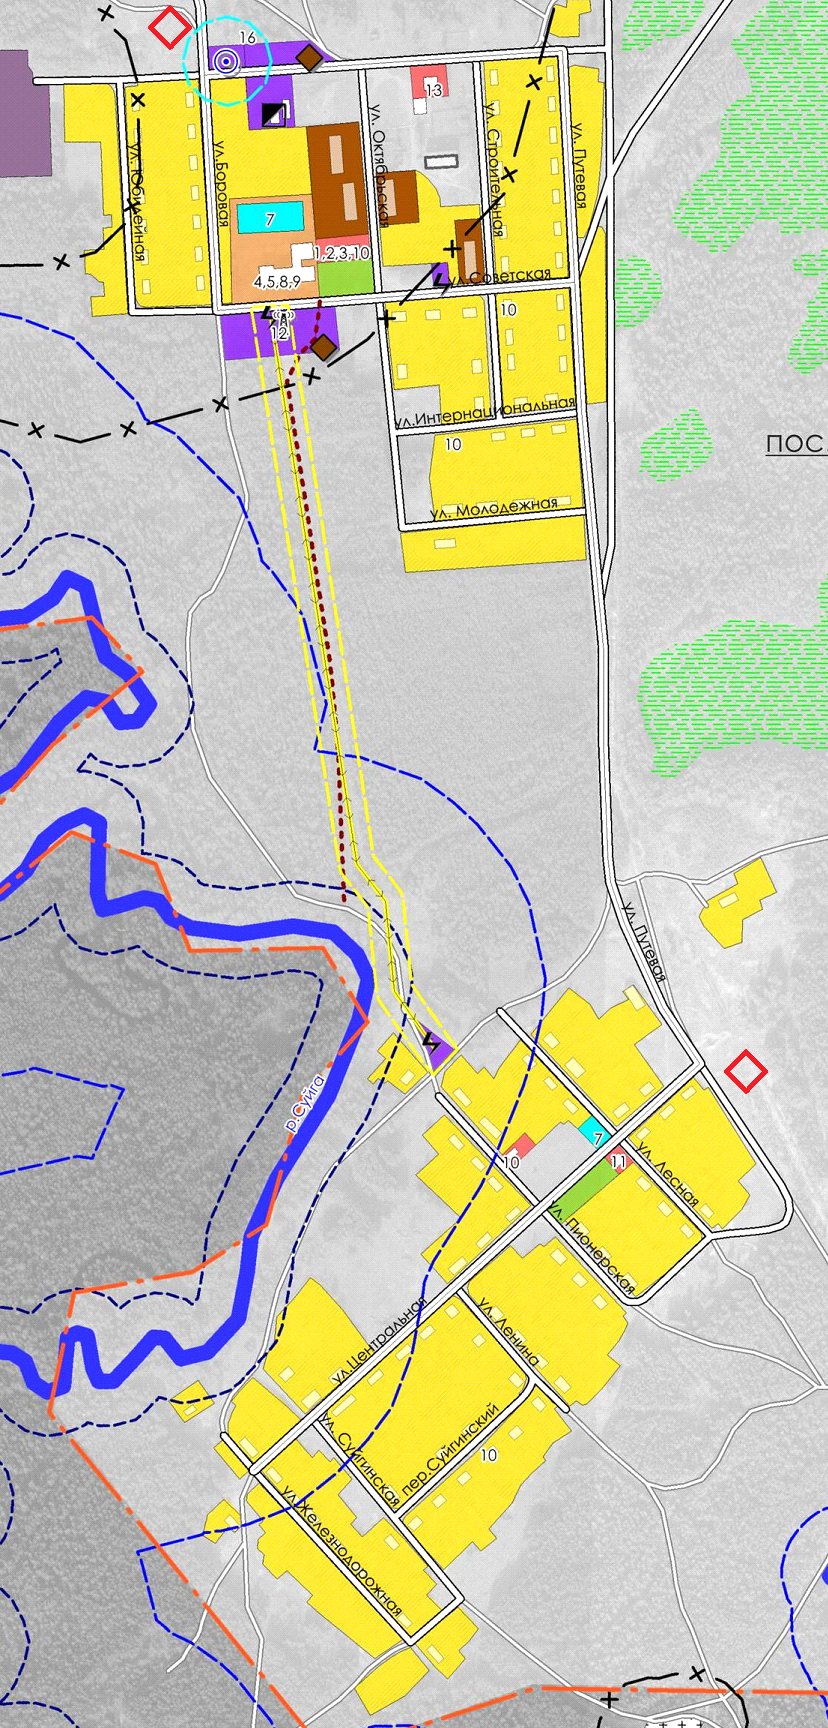 16
13
ул. Юбилейная
ул.Боровая
ул. Октябрьская
ул. Строительная
ул. Путевая
7
1,2,3,10
4,5,8,9
ул.Советская
12
10
ул.Интернациональная
10
ПОС.
ул. Молодежная
ул. Путевая
р.Суйга
7
10
11
ул. Лесная
ул. Пионерская
ул.Центральная
ул. Ленина
ул. Суйгинская
пер.Суйгинский
10
ул.Железнодорожная